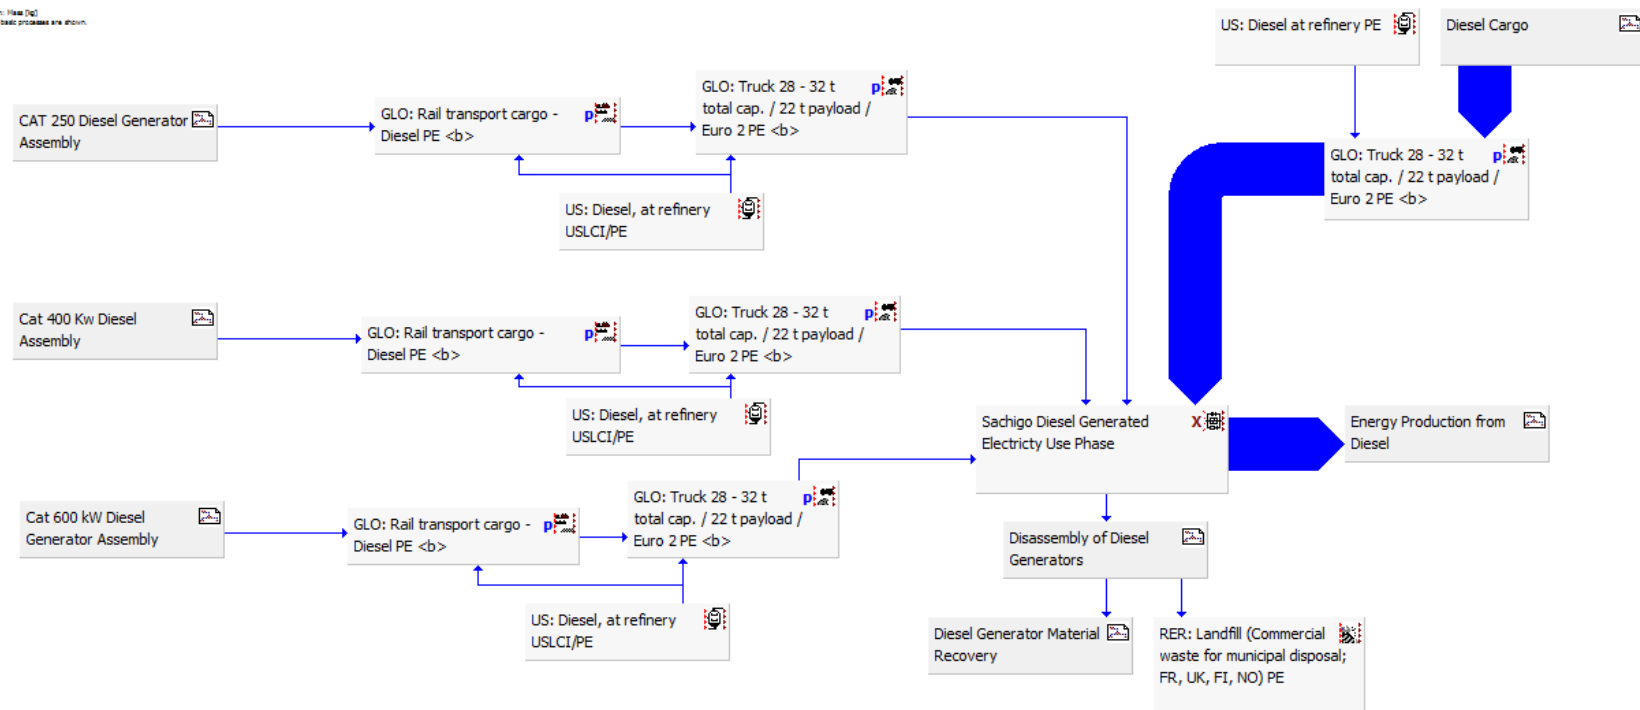 n: Mass [kg]
basic processes are shown.
US: Diesel at refinery PE
Diesel Cargo
GLO: Truck 28 - 32 t
total cap. / 22 t payload /
Euro 2 PE <b>
CAT 250 Diesel Generator
Assembly
GLO: Rail transport cargo -
Diesel PE <b>
p
GLO: Truck 28 - 32 t
total cap. / 22 t payload /
Euro 2 PE <b>
p
p
US: Diesel, at refinery
USLCI/PE
Cat 400 Kw Diesel
Assembly
GLO: Rail transport cargo -
Diesel PE <b>
p
GLO: Truck 28 - 32 t
total cap. / 22 t payload /
Euro 2 PE <b>
p
US: Diesel, at refinery
USLCI/PE
Sachigo Diesel Generated
Electricty Use Phase
X
Energy Production from
Diesel
Cat 600 kW Diesel
Generator Assembly
GLO: Rail transport cargo -
Diesel PE <b>
p
GLO: Truck 28 - 32 t
total cap. / 22 t payload /
Euro 2 PE <b>
p
US: Diesel, at refinery
USLCI/PE
Disassembly of Diesel
Generators
Diesel Generator Material
Recovery
RER: Landfill (Commercial
waste for municipal disposal;
FR, UK, FI, NO) PE